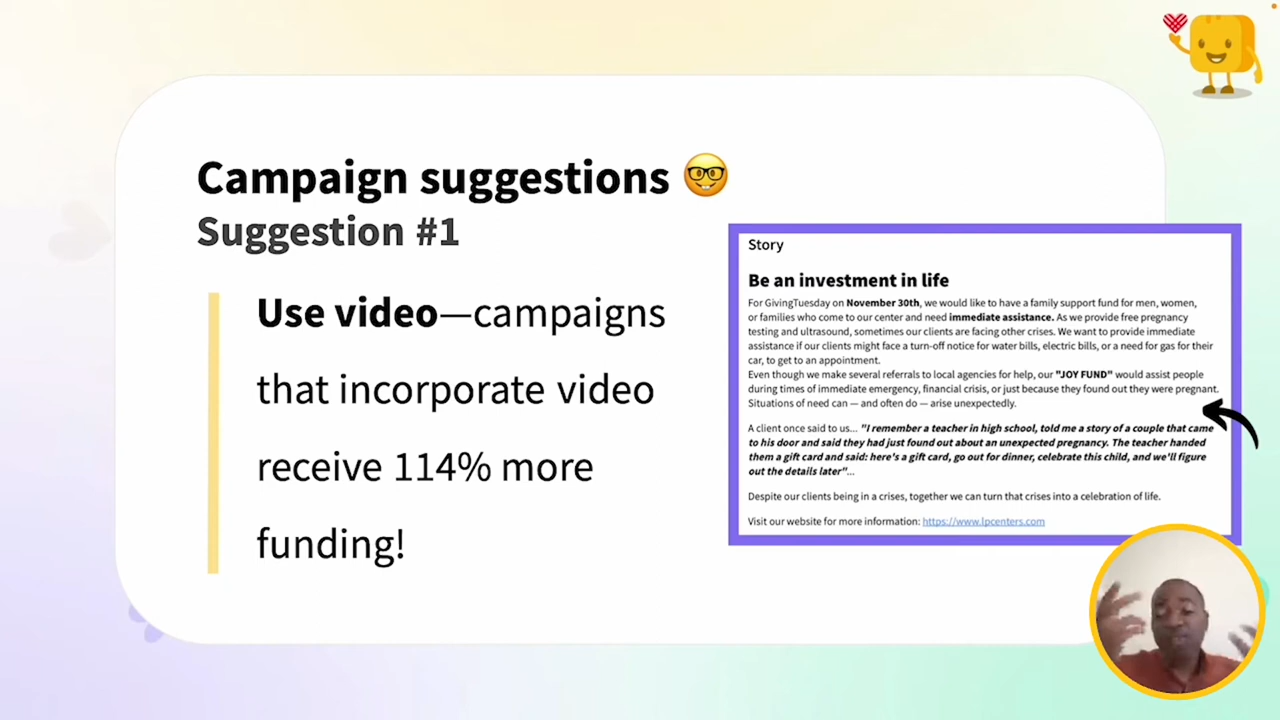 Campaign suggestions 🤓
Suggestion #1
Use video—campaigns
that incorporate video
receive 114% more
funding!
Story
Be an investment in life
For GivingTuesday on November 30th, we would like to have a family support fund for men, women,
or families who come to our center and need immediate assistance. As we provide free pregnancy
testing and ultrasound, sometimes our clients are facing other crises. We want to provide immediate
assistance if our clients might face a turn-off notice for water bills, electric bills, or a need for gas for their
car, to get to an appointment.
Even though we make several referrals to local agencies for help, our "JOY FUND" would assist people
during times of immediate emergency, financial crisis, or just because they found out they were pregnant.
Situations of need can — and often do — arise unexpectedly.
A client once said to us... "I remember a teacher in high school, told me a story of a couple that came
to his door and said they had just found out about an unexpected pregnancy. The teacher handed
them a gift card and said: here's a gift card, go out for dinner, celebrate this child, and we'll figure
out the details later"...
Despite our clients being in a crises, together we can turn that crises into a celebration of life.
Visit our website for more information: https://www.lpcenters.com